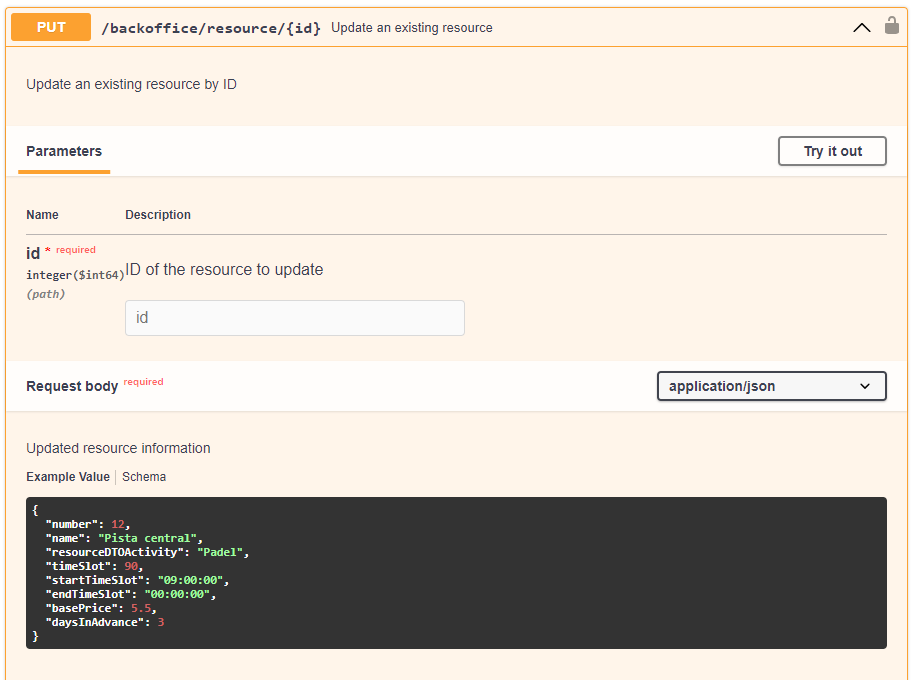 PUT /backoffice/resource/{id} Update an existing resource
Update an existing resource by ID
Parameters
Try it out
Name Description
id * required
integer($int64)
(path)
ID of the resource to update
id
Request body required
application/json
Updated resource information
Example Value | Schema
{
  "number": 12,
  "name": "Pista central",
  "resourceDTOActivity": "Padel",
  "timeSlot": 90,
  "startTimeSlot": "09:00:00",
  "endTimeSlot": "00:00:00",
  "basePrice": 5.5,
  "daysInAdvance": 3
}